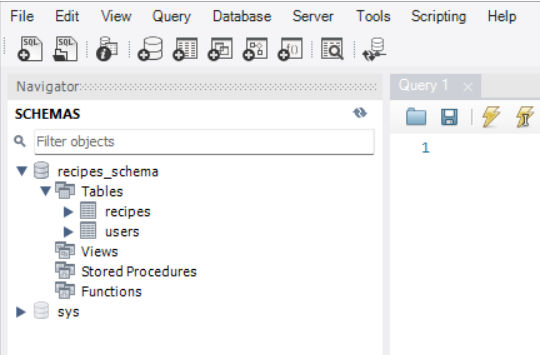 File Edit View Query Database Server Tools Scripting Help
SQL SQL
Navigator
Query 1
SCHEMAS
Filter objects
1
recipes_schema
Tables
recipes
users
Views
Stored Procedures
Functions
sys